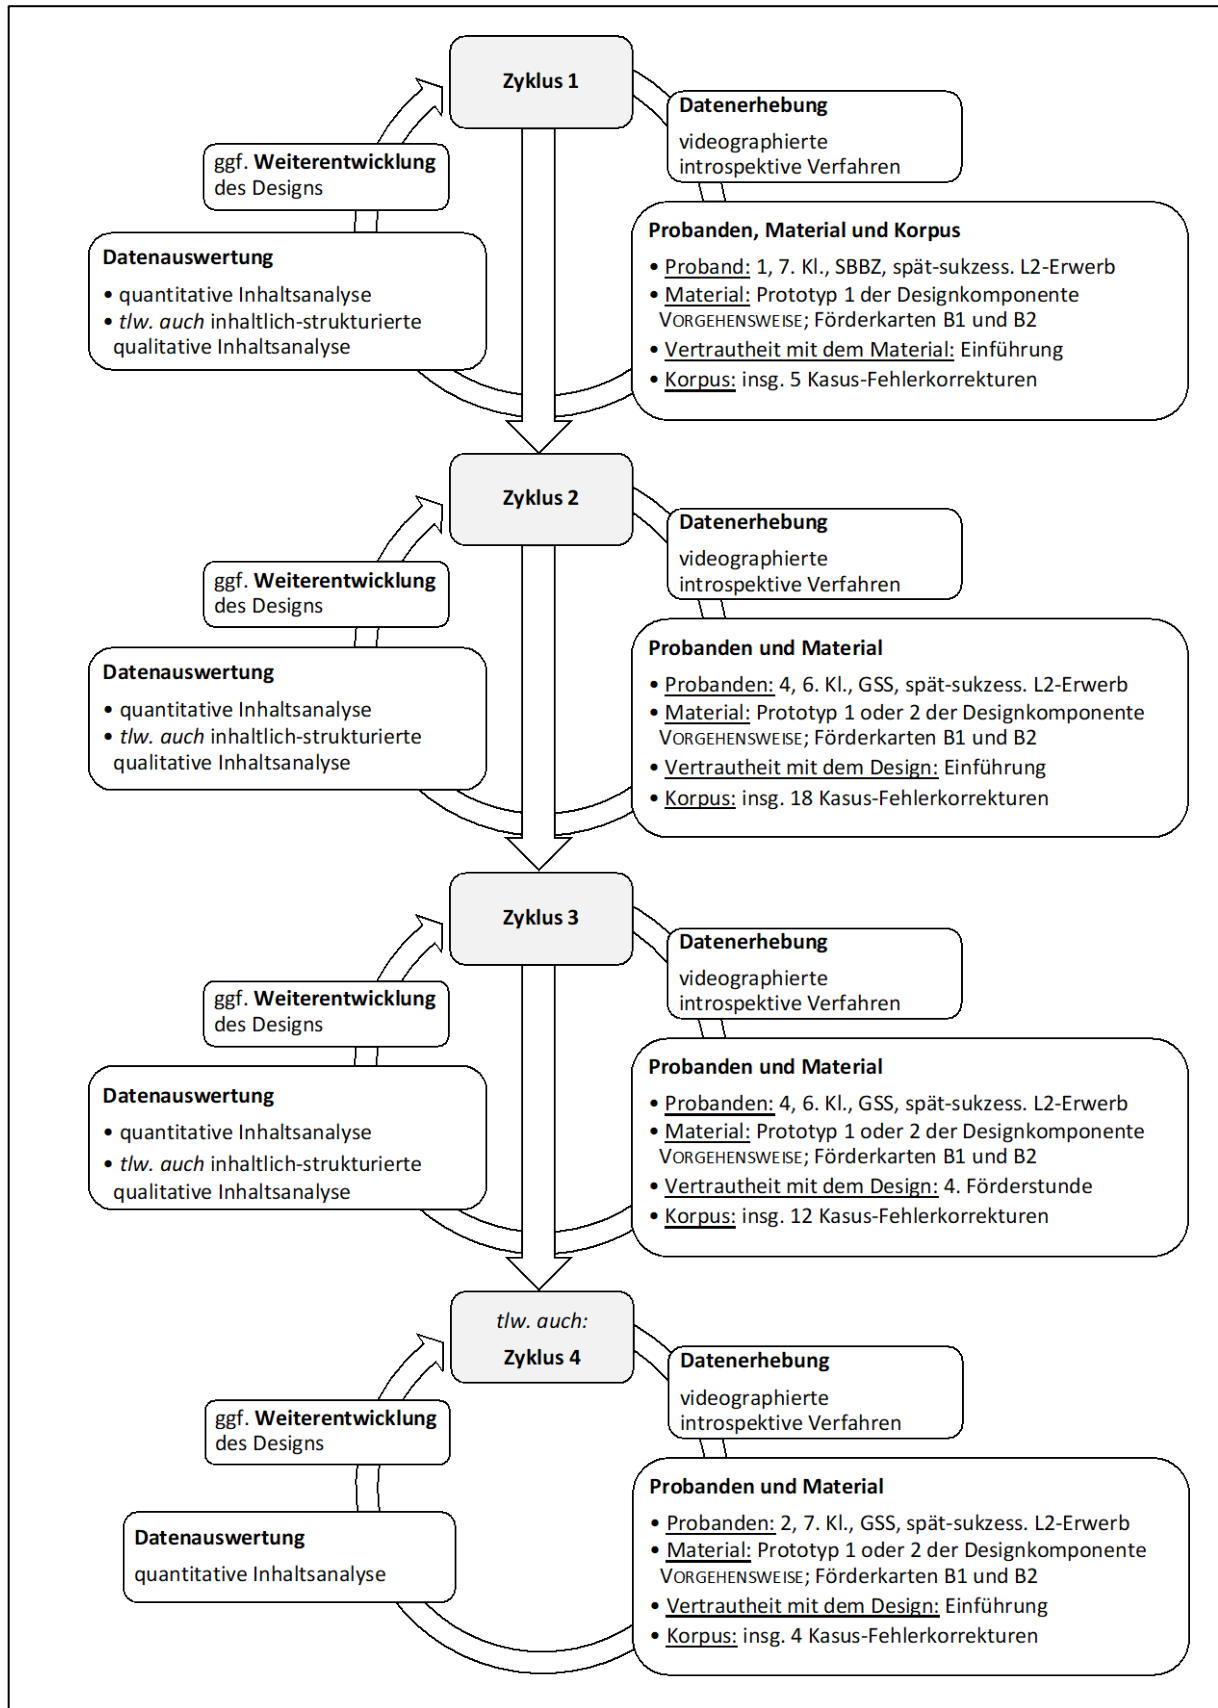 Zyklus 1
Datenerhebung
videographierte
introspektive Verfahren
ggf. Weiterentwicklung
des Designs
Probanden, Material und Korpus
• Proband: 1, 7. Kl., SBBZ, spät-sukzess. L2-Erwerb
• Material: Prototyp 1 der Designkomponente
VORGEHENSWEISE; Förderkarten B1 und B2
• Vertrautheit mit dem Material: Einführung
• Korpus: insg. 5 Kasus-Fehlerkorrekturen
Datenauswertung
• quantitative Inhaltsanalyse
• tlw. auch inhaltlich-strukturierte
qualitative Inhaltsanalyse
Zyklus 2
Datenerhebung
videographierte
introspektive Verfahren
ggf. Weiterentwicklung
des Designs
Probanden und Material
• Probanden: 4, 6. Kl., GSS, spät-sukzess. L2-Erwerb
• Material: Prototyp 1 oder 2 der Designkomponente
VORGEHENSWEISE; Förderkarten B1 und B2
• Vertrautheit mit dem Design: Einführung
• Korpus: insg. 18 Kasus-Fehlerkorrekturen
Datenauswertung
• quantitative Inhaltsanalyse
• tlw. auch inhaltlich-strukturierte
qualitative Inhaltsanalyse
Zyklus 3
Datenerhebung
videographierte
introspektive Verfahren
ggf. Weiterentwicklung
des Designs
Probanden und Material
• Probanden: 4, 6. Kl., GSS, spät-sukzess. L2-Erwerb
• Material: Prototyp 1 oder 2 der Designkomponente
VORGEHENSWEISE; Förderkarten B1 und B2
• Vertrautheit mit dem Design: 4. Förderstunde
• Korpus: insg. 12 Kasus-Fehlerkorrekturen
Datenauswertung
• quantitative Inhaltsanalyse
• tlw. auch inhaltlich-strukturierte
qualitative Inhaltsanalyse
tlw. auch:
Zyklus 4
Datenerhebung
videographierte
introspektive Verfahren
ggf. Weiterentwicklung
des Designs
Probanden und Material
• Probanden: 2, 7. Kl., GSS, spät-sukzess. L2-Erwerb
• Material: Prototyp 1 oder 2 der Designkomponente
VORGEHENSWEISE; Förderkarten B1 und B2
• Vertrautheit mit dem Design: Einführung
• Korpus: insg. 4 Kasus-Fehlerkorrekturen
Datenauswertung
quantitative Inhaltsanalyse